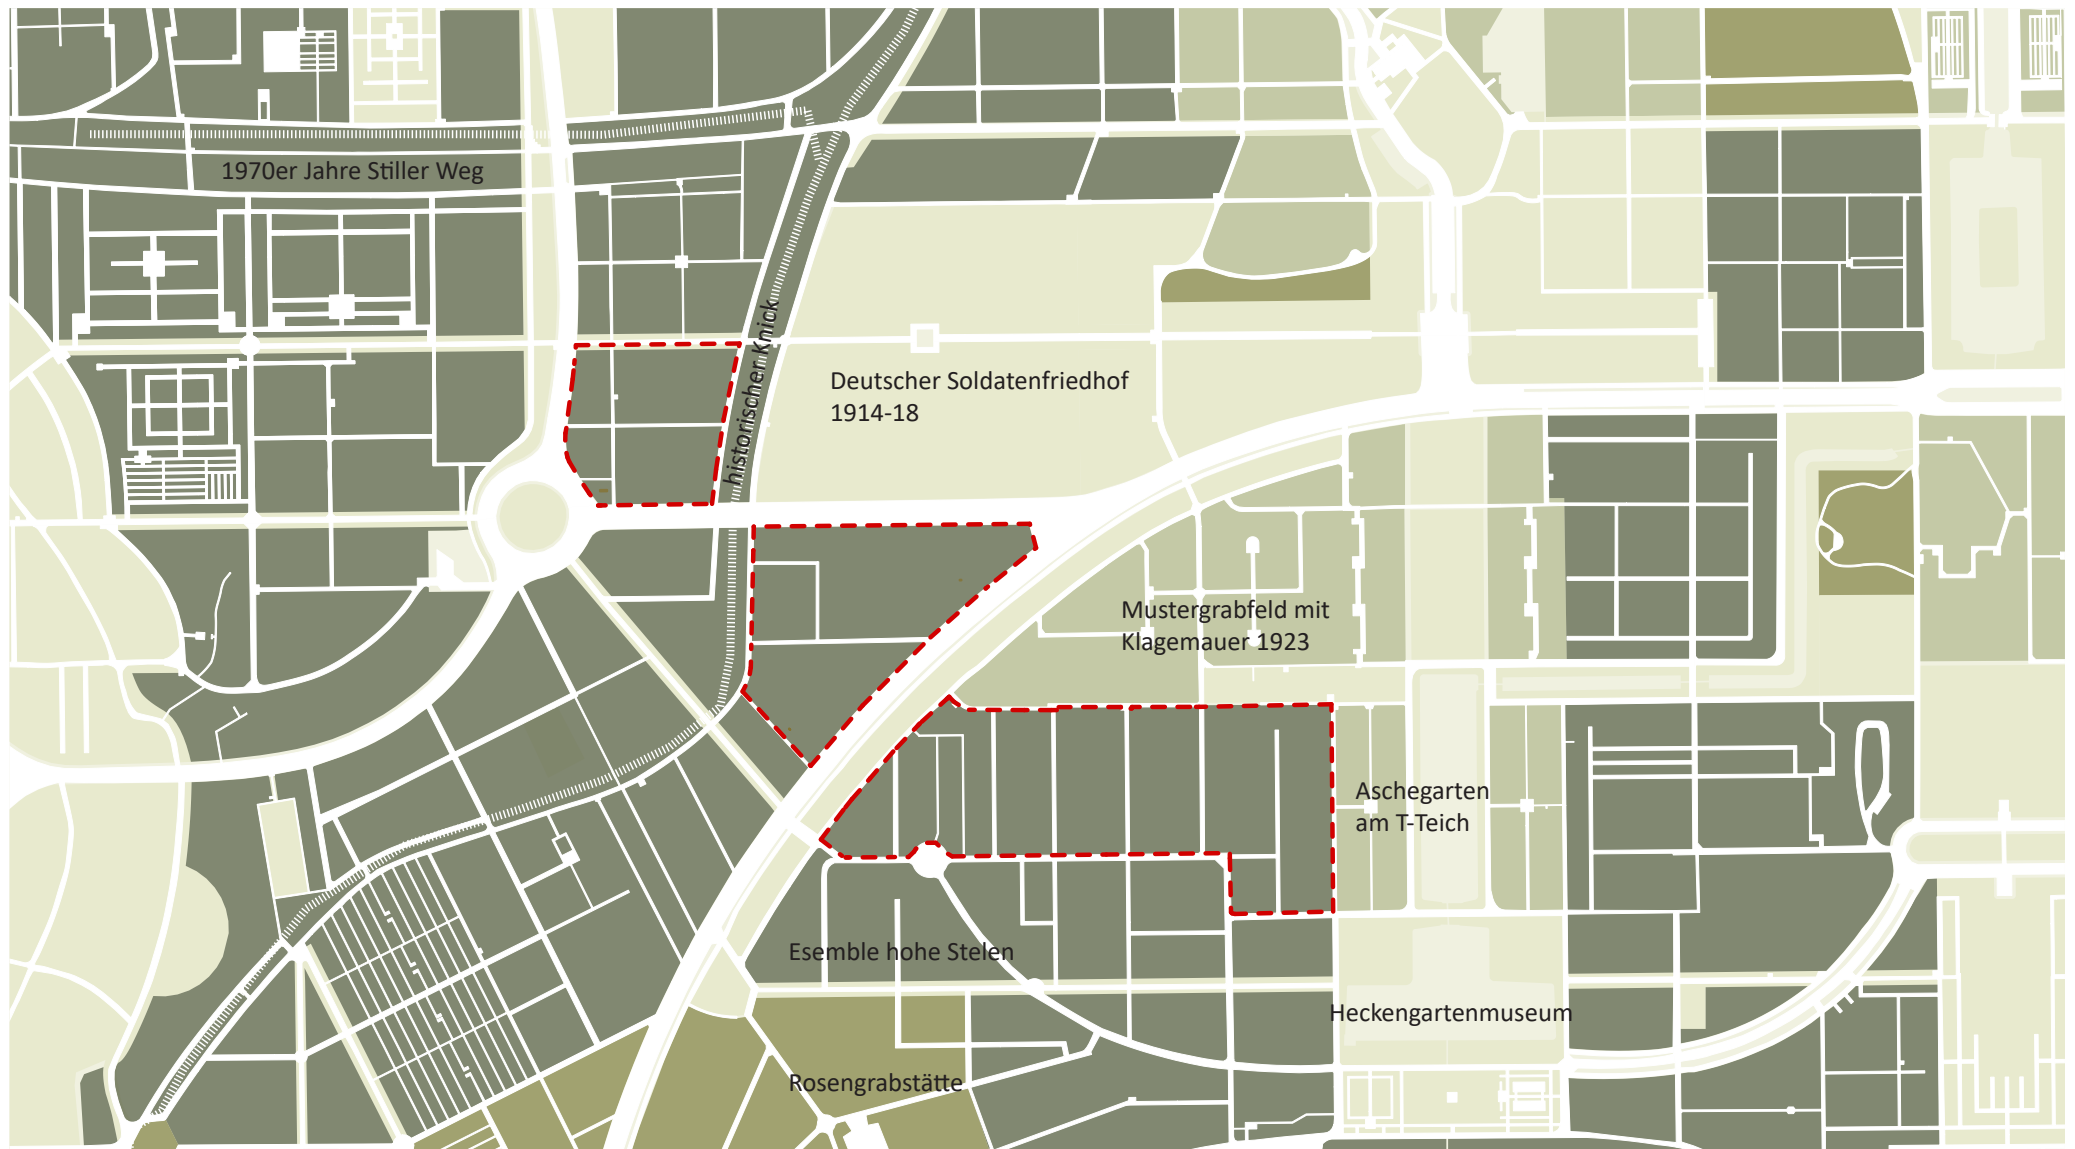 1970er Jahre Stiller Weg
historischer Knick
Deutscher Soldatenfriedhof
1914-18
Mustergrabfeld mit
Klagemauer 1923
Aschegarten
am T-Teich
Esemble hohe Stelen
Heckengartenmuseum
Rosengrabstätte